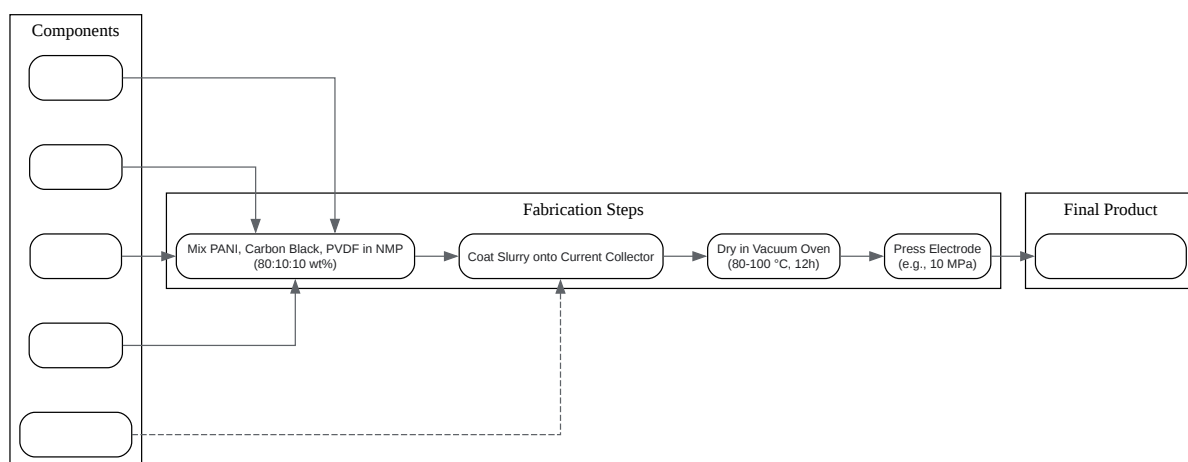 Components
Fabrication Steps
Final Product
Mix PANI, Carbon Black, PVDF in NMP
(80:10:10 wt%)
Coat Slurry onto Current Collector
Dry in Vacuum Oven
(80-100 °C, 12h)
Press Electrode
(e.g., 10 MPa)